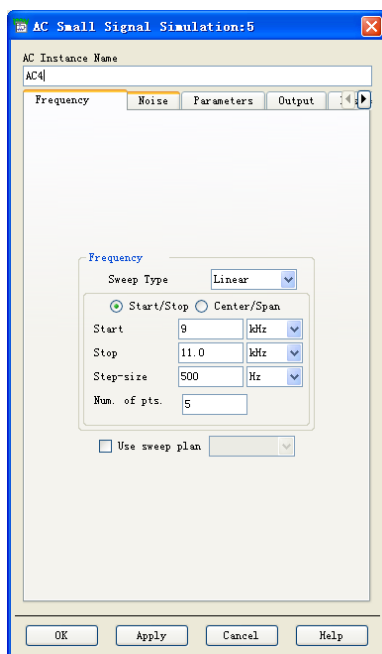 AC Small Signal Simulation:5
AC Instance Name
AC4
Frequency Noise Parameters Output
Frequency
Sweep Type Linear
Start/Stop Center/Span
Start 9 kHz
Stop 11.0 kHz
Step-size 500 Hz
Num. of pts. 5
Use sweep plan
OK Apply Cancel Help